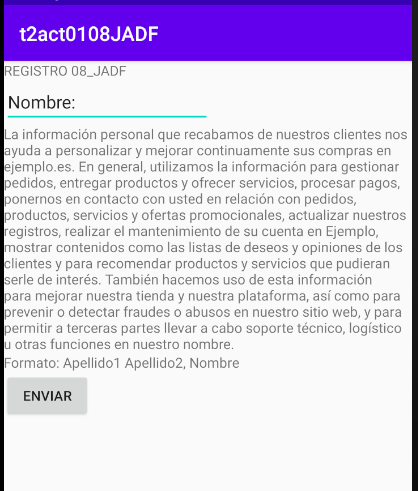 t2act0108JADF
REGISTRO 08_JADF
Nombre:
La información personal que recabamos de nuestros clientes nos
ayuda a personalizar y mejorar continuamente sus compras en
ejemplo.es. En general, utilizamos la información para gestionar
pedidos, entregar productos y ofrecer servicios, procesar pagos,
ponernos en contacto con usted en relación con pedidos,
productos, servicios y ofertas promocionales, actualizar nuestros
registros, realizar el mantenimiento de su cuenta en Ejemplo,
mostrar contenidos como las listas de deseos y opiniones de los
clientes y para recomendar productos y servicios que pudieran
serle de interés. También hacemos uso de esta información
para mejorar nuestra tienda y nuestra plataforma, así como para
prevenir o detectar fraudes o abusos en nuestro sitio web, y para
permitir a terceras partes llevar a cabo soporte técnico, logístico
u otras funciones en nuestro nombre.
Formato: Apellido1 Apellido2, Nombre
ENVIAR